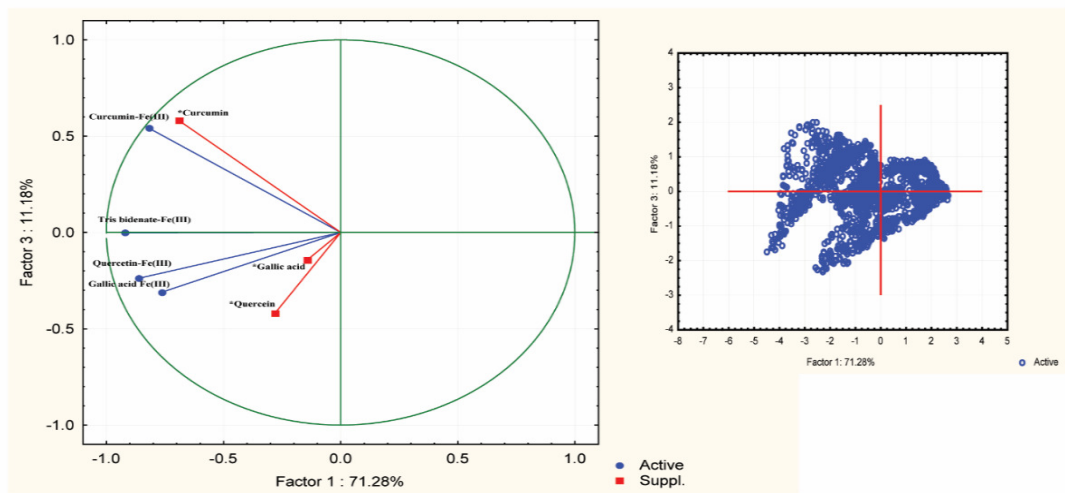 1.0
0.5
0.0
-0.5
-1.0
Factor 3 : 11.18%
Curcumin-Fe(III)
*Curcumin
Tris bidenate-Fe(III)
Quercetin-Fe(III)
*Gallic acid
Gallic acid Fe(III)
*Quercein
-1.0 -0.5 0.0 0.5 1.0
Factor 1 : 71.28%
Active
Suppl.
4
3
2
1
0
-1
-2
-3
-4
Factor 3: 11.18%
-8 -7 -6 -5 -4 -3 -2 -1 0 1 2 3 4 5
Factor 1: 71.28%
Active